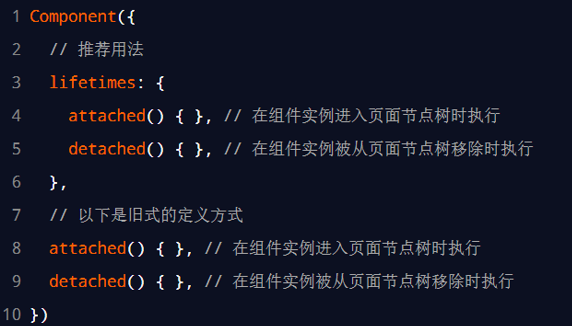 1 Component({
2 // 推荐用法
3 lifetimes: {
4 attached() { }, // 在组件实例进入页面节点树时执行
5 detached() { }, // 在组件实例被从页面节点树移除时执行
6 },
7 // 以下是旧式的定义方式
8 attached() { }, // 在组件实例进入页面节点树时执行
9 detached() { }, // 在组件实例被从页面节点树移除时执行
10 })